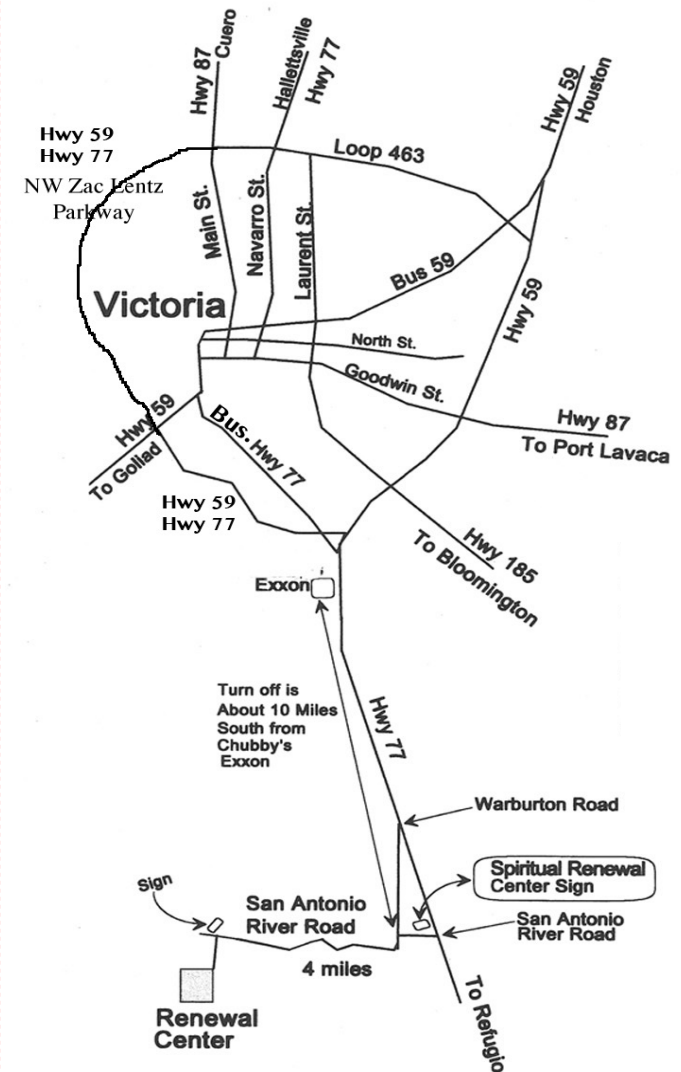 Hwy 87
Cuero
Hallettsville
Hwy 77
Hwy 59
Houston
Hwy 59
Hwy 77
NW Zac Lentz
Parkway
Loop 463
Main St.
Navarro St.
Laurent St.
Bus 59
Hwy 59
Victoria
North St.
Goodwin St.
Hwy 87
To Port Lavaca
Hwy 59
To Goliad
Bus. Hwy 77
Hwy 59
Hwy 77
Hwy 185
To Bloomington
Exxon
Turn off is
About 10 Miles
South from
Chubby's
Exxon
Hwy 77
Warburton Road
Spiritual Renewal
Center Sign
Sign
San Antonio
River Road
San Antonio
River Road
4 miles
To Refugio
Renewal
Center